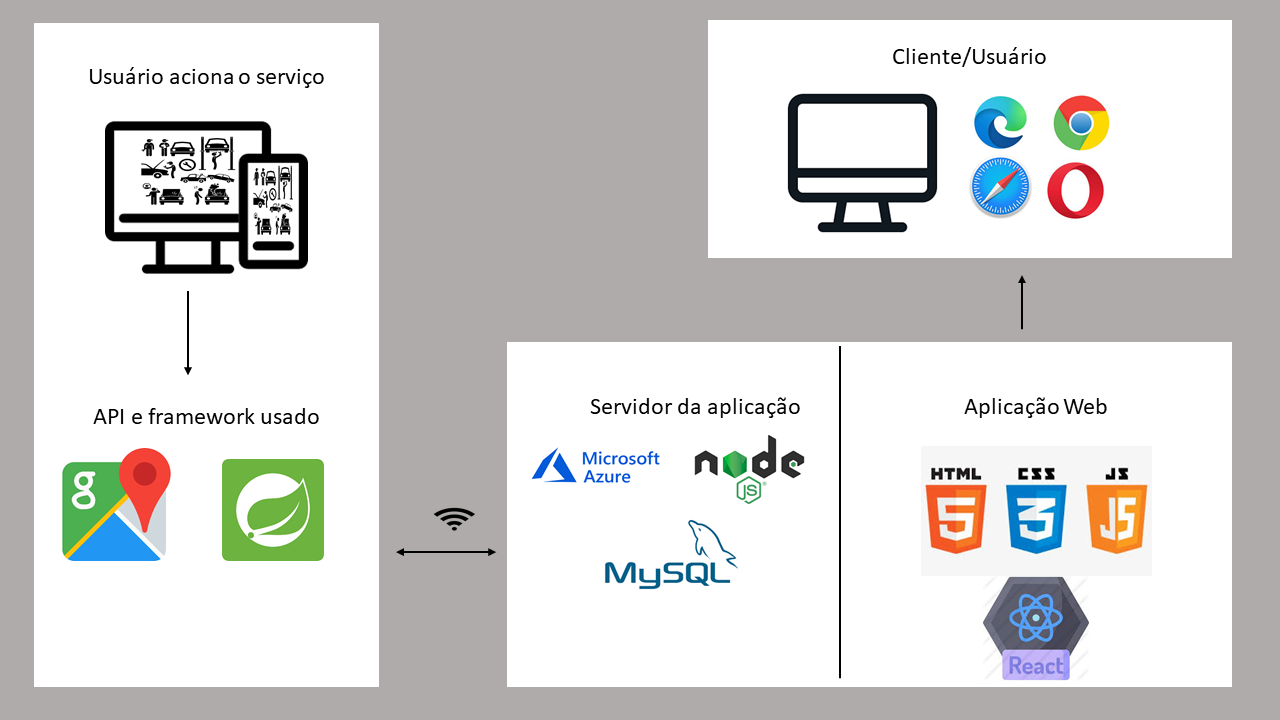 Usuário aciona o serviço
API e framework usado
g
Cliente/Usuário
Servidor da aplicação
Microsoft
Azure
node
JS
MySQL
Aplicação Web
HTML CSS JS
5 3 JS
React